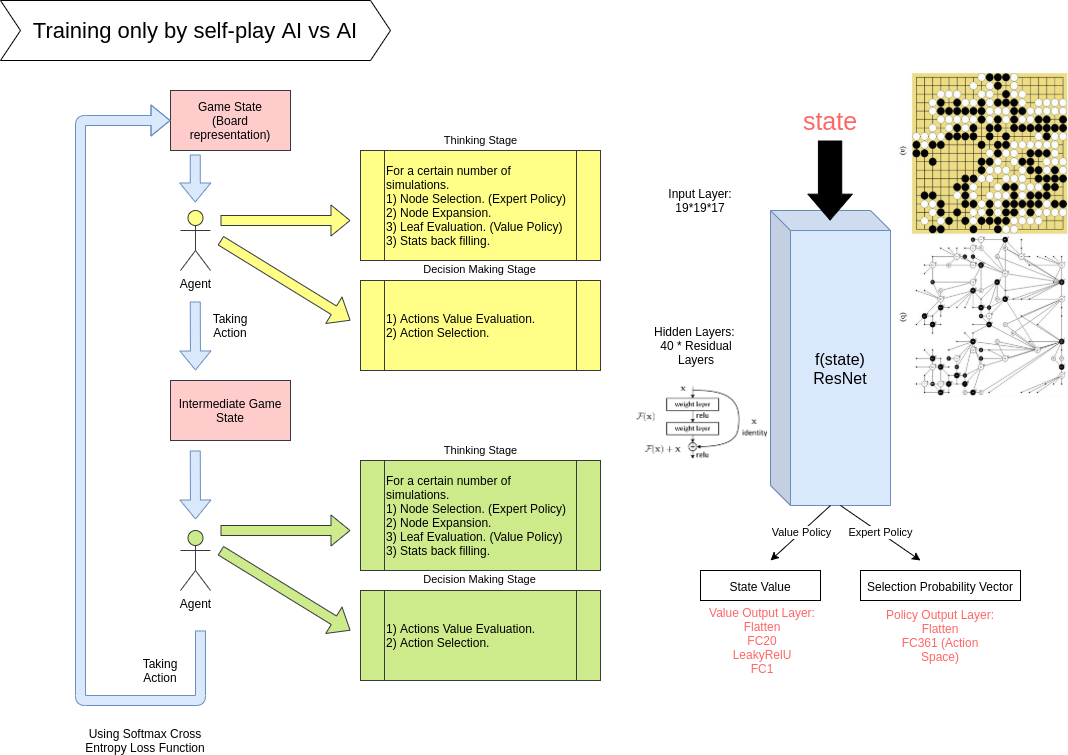 Training only by self-play AI vs AI
Game State
(Board
representation)
Agent
Taking
Action
Thinking Stage
For a certain number of
simulations.
1) Node Selection. (Expert Policy)
2) Node Expansion.
3) Leaf Evaluation. (Value Policy)
3) Stats back filling.
Decision Making Stage
1) Actions Value Evaluation.
2) Action Selection.
Intermediate Game
State
Agent
Taking
Action
Thinking Stage
For a certain number of
simulations.
1) Node Selection. (Expert Policy)
2) Node Expansion.
3) Leaf Evaluation. (Value Policy)
3) Stats back filling.
Decision Making Stage
1) Actions Value Evaluation.
2) Action Selection.
Using Softmax Cross
Entropy Loss Function
state
Input Layer:
19*19*17
Hidden Layers:
40 * Residual
Layers
x
weight layer
F(x)
relu
weight layer
x
identity
F(x) + x
relu
f(state)
ResNet
Value Policy
Expert Policy
State Value
Value Output Layer:
Flatten
FC20
LeakyRelU
FC1
Selection Probability Vector
Policy Output Layer:
Flatten
FC361 (Action
Space)
(a)
(b)